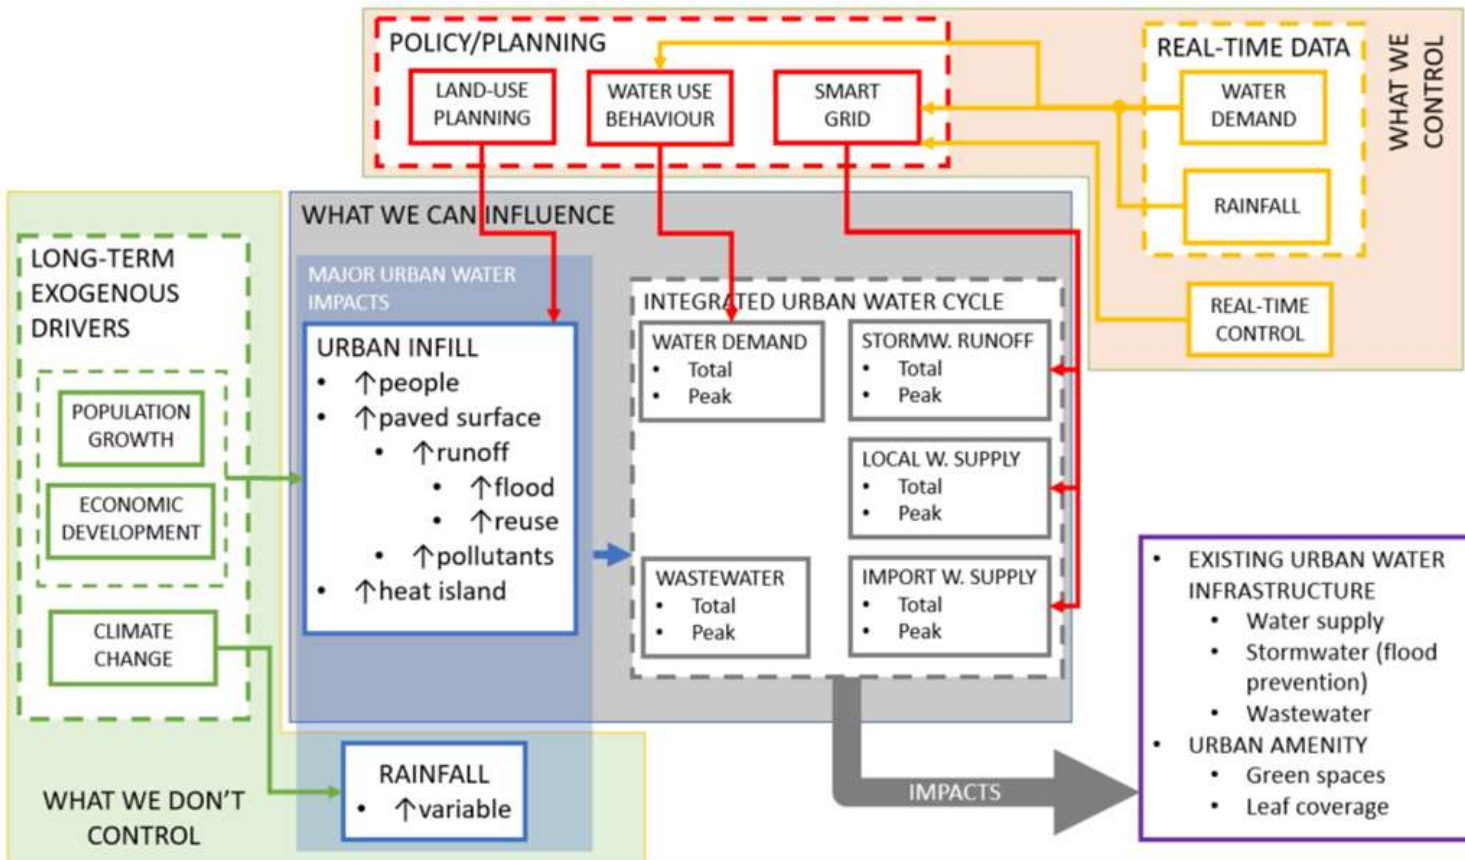 POLICY/PLANNING
LAND-USE
PLANNING
WATER USE
BEHAVIOUR
SMART
GRID
REAL-TIME DATA
WATER
DEMAND
RAINFALL
REAL-TIME
CONTROL
WHAT WE
CONTROL
WHAT WE CAN INFLUENCE
LONG-TERM
EXOGENOUS
DRIVERS
POPULATION
GROWTH
ECONOMIC
DEVELOPMENT
CLIMATE
CHANGE
WHAT WE DON'T
CONTROL
MAJOR URBAN WATER
IMPACTS
URBAN INFILL
• ↑people
• ↑paved surface
• ↑runoff
• ↑flood
• ↑reuse
• ↑pollutants
• ↑heat island
RAINFALL
• ↑variable
INTEGRATED URBAN WATER CYCLE
WATER DEMAND
• Total
• Peak
STORMW. RUNOFF
• Total
• Peak
LOCAL W. SUPPLY
• Total
• Peak
WASTEWATER
• Total
• Peak
IMPORT W. SUPPLY
• Total
• Peak
IMPACTS
• EXISTING URBAN WATER
INFRASTRUCTURE
• Water supply
• Stormwater (flood
prevention)
• Wastewater
• URBAN AMENITY
• Green spaces
• Leaf coverage